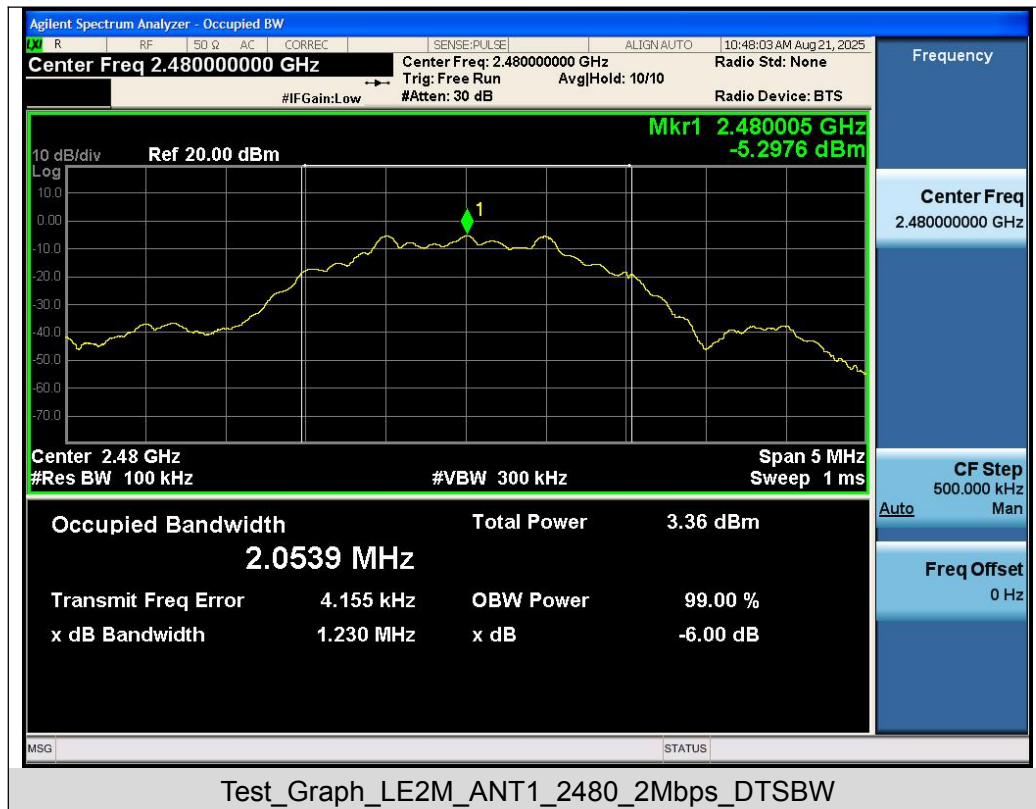 Agilent Spectrum Analyzer - Occupied BW
LXI R RF 50 Ω AC CORREC SENSE:PULSE ALIGN AUTO 10:48:03 AM Aug 21, 2025
Center Freq 2.480000000 GHz
Center Freq: 2.480000000 GHz
Radio Std: None
Trig: Free Run Avg|Hold: 10/10
#IFGain:Low
#Atten: 30 dB
Radio Device: BTS
Mkr1 2.480005 GHz
-5.2976 dBm
10 dB/div Ref 20.00 dBm
Log
10.0
0.00
-10.0
-20.0
-30.0
-40.0
-50.0
-60.0
-70.0
1
Center 2.48 GHz Span 5 MHz
#Res BW 100 kHz #VBW 300 kHz Sweep 1 ms
Occupied Bandwidth Total Power 3.36 dBm
2.0539 MHz
Transmit Freq Error 4.155 kHz OBW Power 99.00 %
x dB Bandwidth 1.230 MHz x dB -6.00 dB
Frequency
Center Freq
2.480000000 GHz
CF Step
500.000 kHz
Auto Man
Freq Offset
0 Hz
MSG STATUS
Test_Graph_LE2M_ANT1_2480_2Mbps_DTSBW